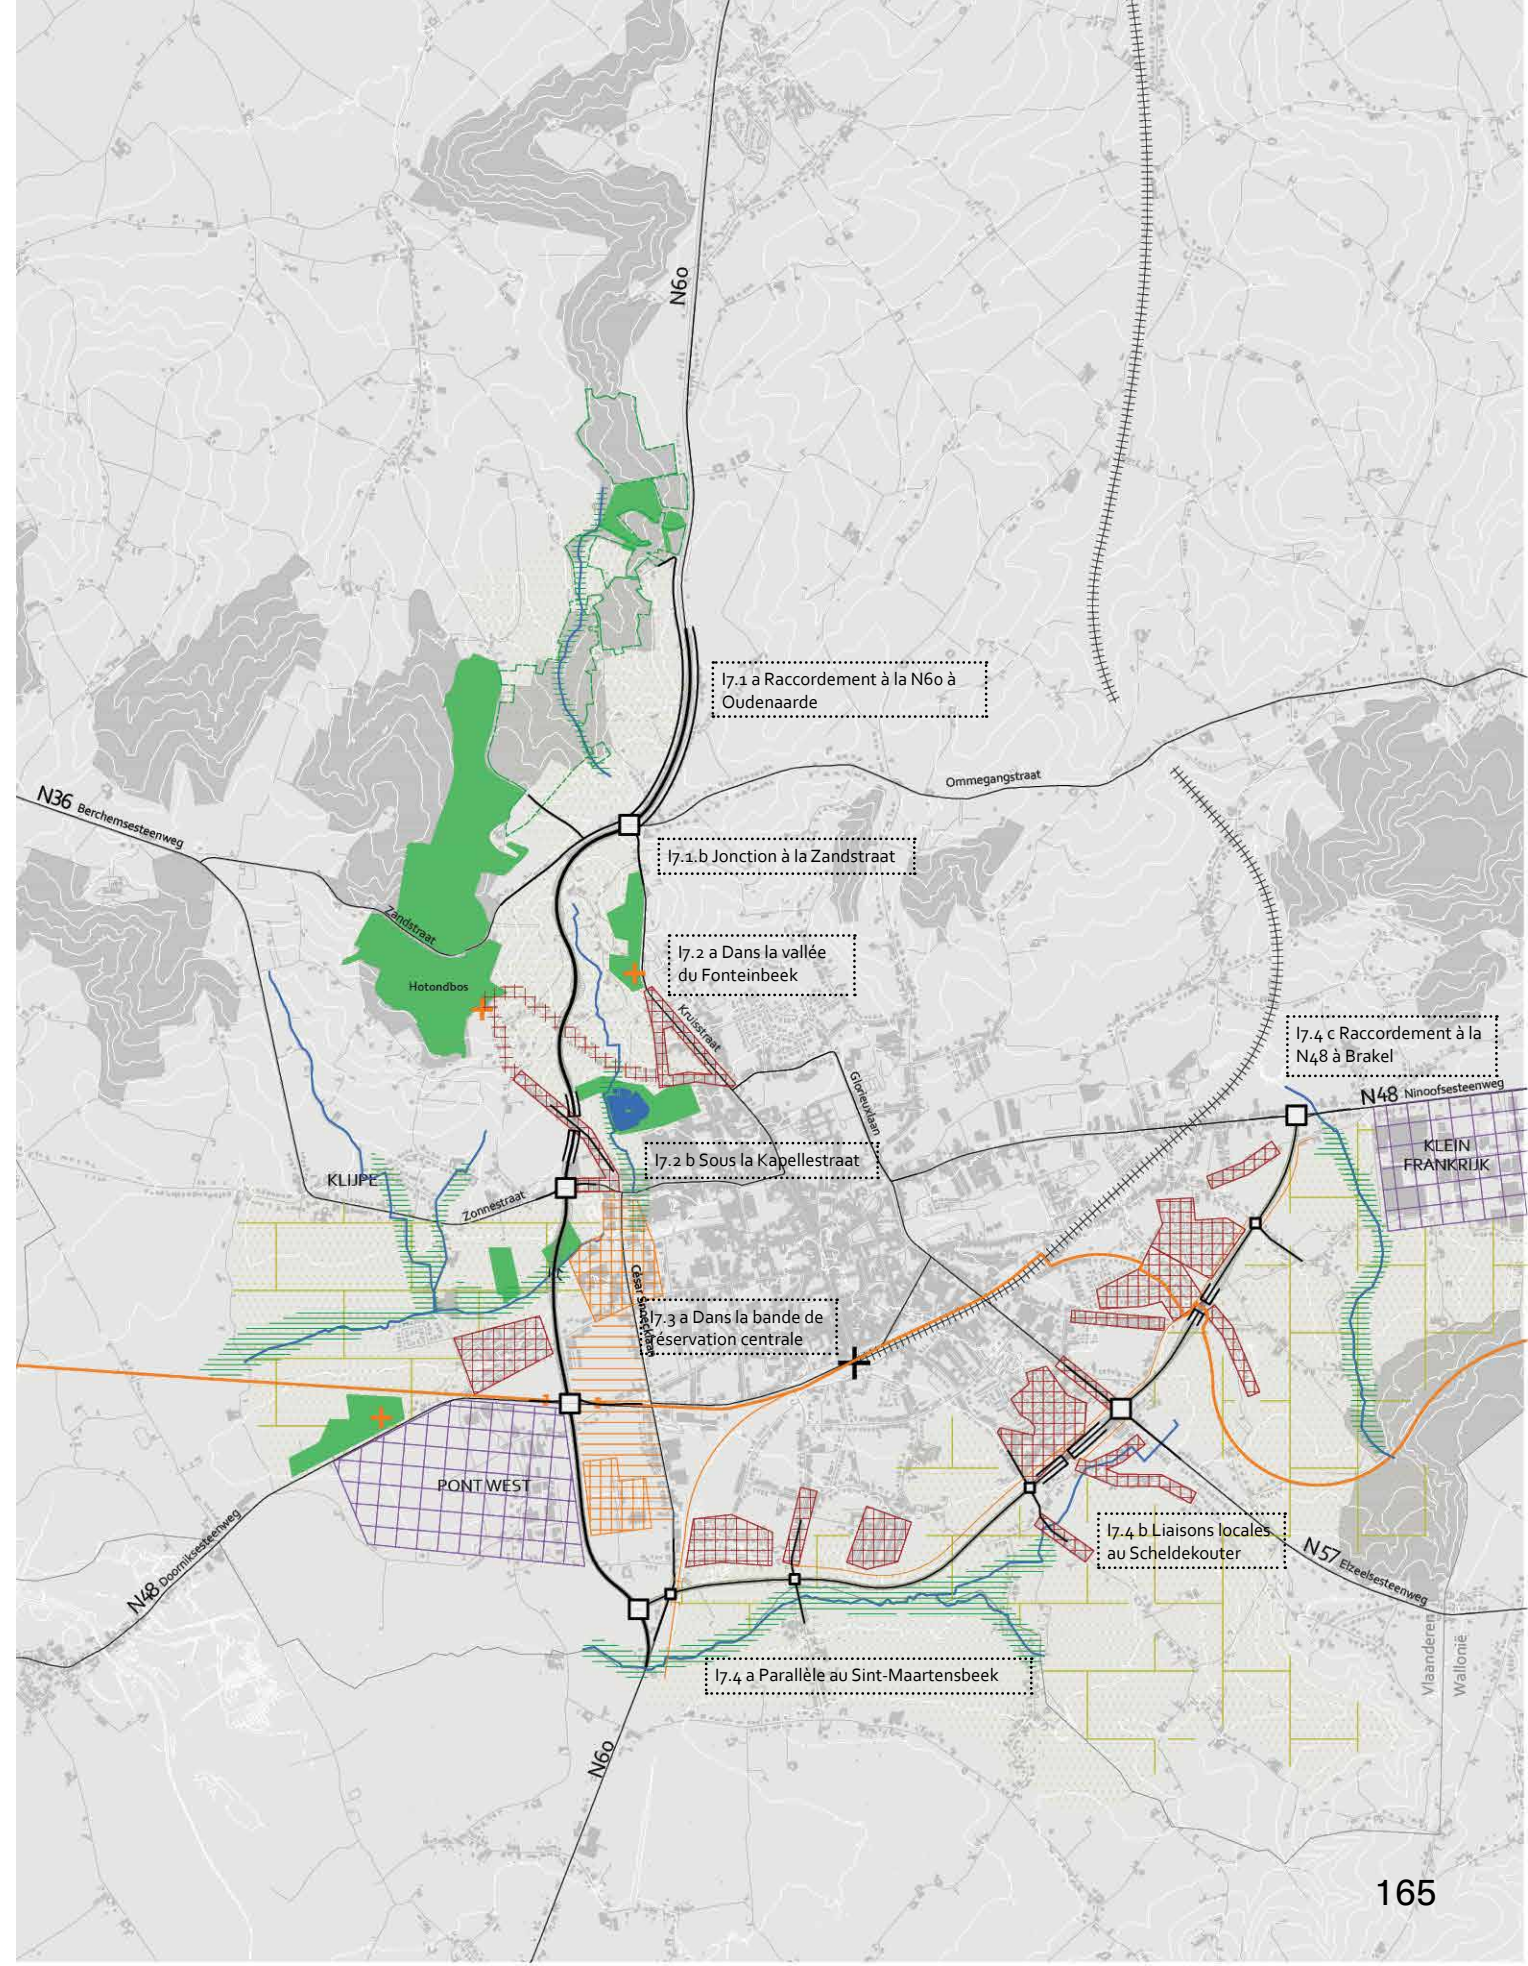 N60
I7.1 a Raccordement à la N60 à
Oudenaarde
Ommegangstraat
N36 Berchemsesteenweg
I7.1.b Jonction à la Zandstraat
Zandstraat
I7.2 a Dans la vallée
du Fonteinbeek
Hotondbos
Kruisstraat
I7.4 c Raccordement à la
N48 à Brakel
Glorieuxlaan
N48 Ninoofsesteenweg
KLEIN
FRANKRIJK
I7.2 b Sous la Kapellestraat
KLIJPE
Zonnestraat
César Snoecklaan
I7.3 a Dans la bande de
réservation centrale
PONT WEST
N48 Doorniksesteenweg
I7.4 b Liaisons locales
au Scheldekouter
N57 Elzeelsesteenweg
Vlaanderen
Wallonië
I7.4 a Parallèle au Sint-Maartensbeek
N60
165